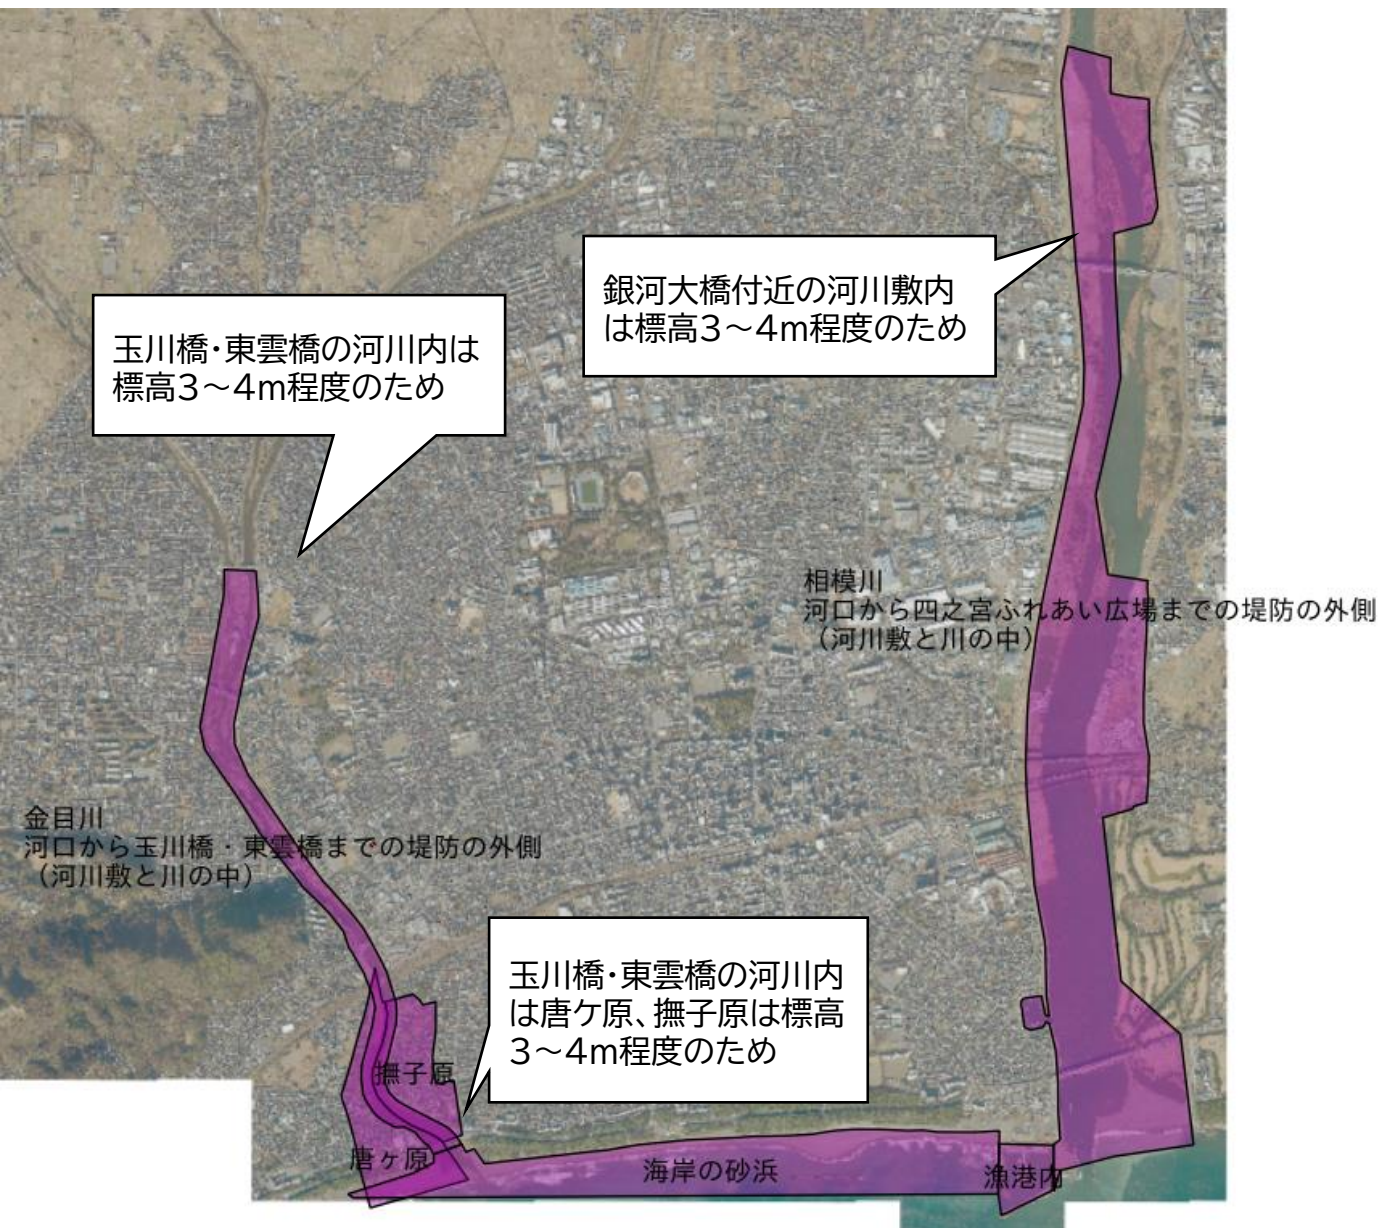 銀河大橋付近の河川敷内
は標高3～4m程度のため
玉川橋・東雲橋の河川内は
標高3～4m程度のため
相模川
河口から四之宮ふれあい広場までの堤防の外側
（河川敷と川の中）
金目川
河口から玉川橋・東雲橋までの堤防の外側
（河川敷と川の中）
玉川橋・東雲橋の河川内
は唐ケ原、撫子原は標高
3～4m程度のため
撫子原
唐ヶ原
海岸の砂浜
漁港内